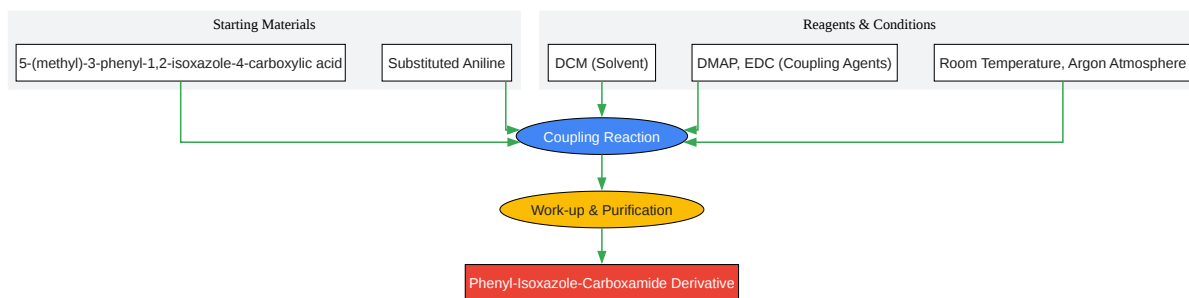 Starting Materials
Reagents & Conditions
5-(methyl)-3-phenyl-1,2-isoxazole-4-carboxylic acid
Substituted Aniline
DCM (Solvent)
DMAP, EDC (Coupling Agents)
Room Temperature, Argon Atmosphere
Coupling Reaction
Work-up & Purification
Phenyl-Isoxazole-Carboxamide Derivative